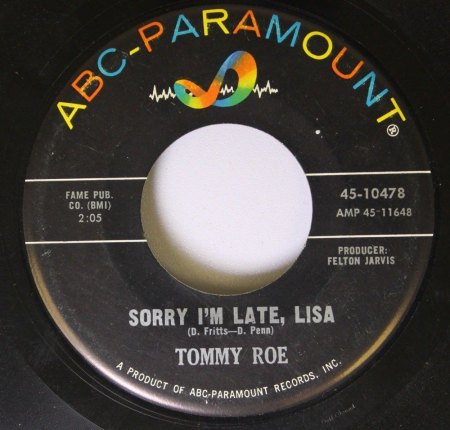 ABC-PARAMOUNT®
FAME PUB.
CO. (BMI)
2:05
45-10478
AMP 45-11648
PRODUCER:
FELTON JARVIS
SORRY I'M LATE, LISA
(D. Fritts—D. Penn)
TOMMY ROE
A PRODUCT OF ABC-PARAMOUNT RECORDS, INC.